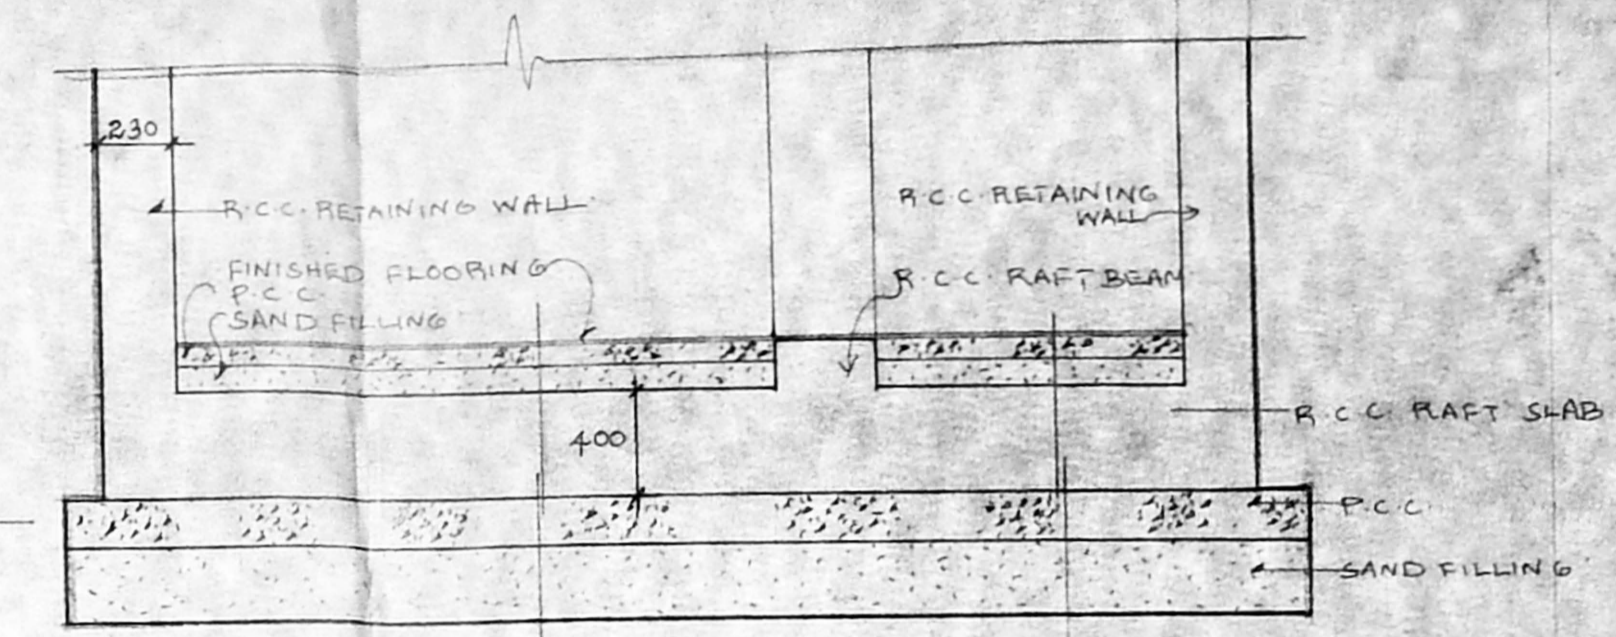 230
R.C.C. RETAINING WALL
R.C.C. RETAINING
WALL
FINISHED FLOORING
P.C.C.
SAND FILLING
R.C.C. RAFT BEAM
400
R.C.C. RAFT SLAB
P.C.C.
SAND FILLING